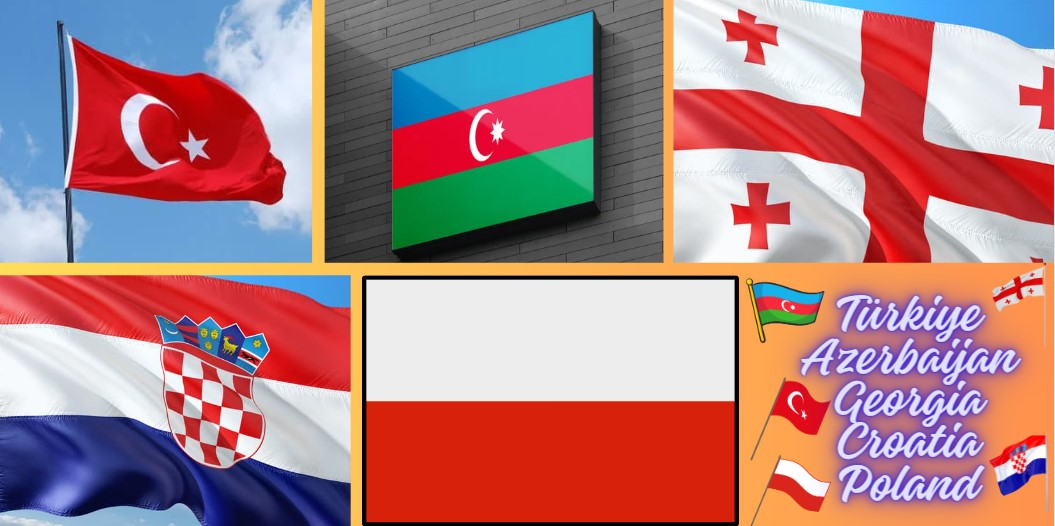 Türkiye
Azerbaijan
Georgia
Croatia
Poland